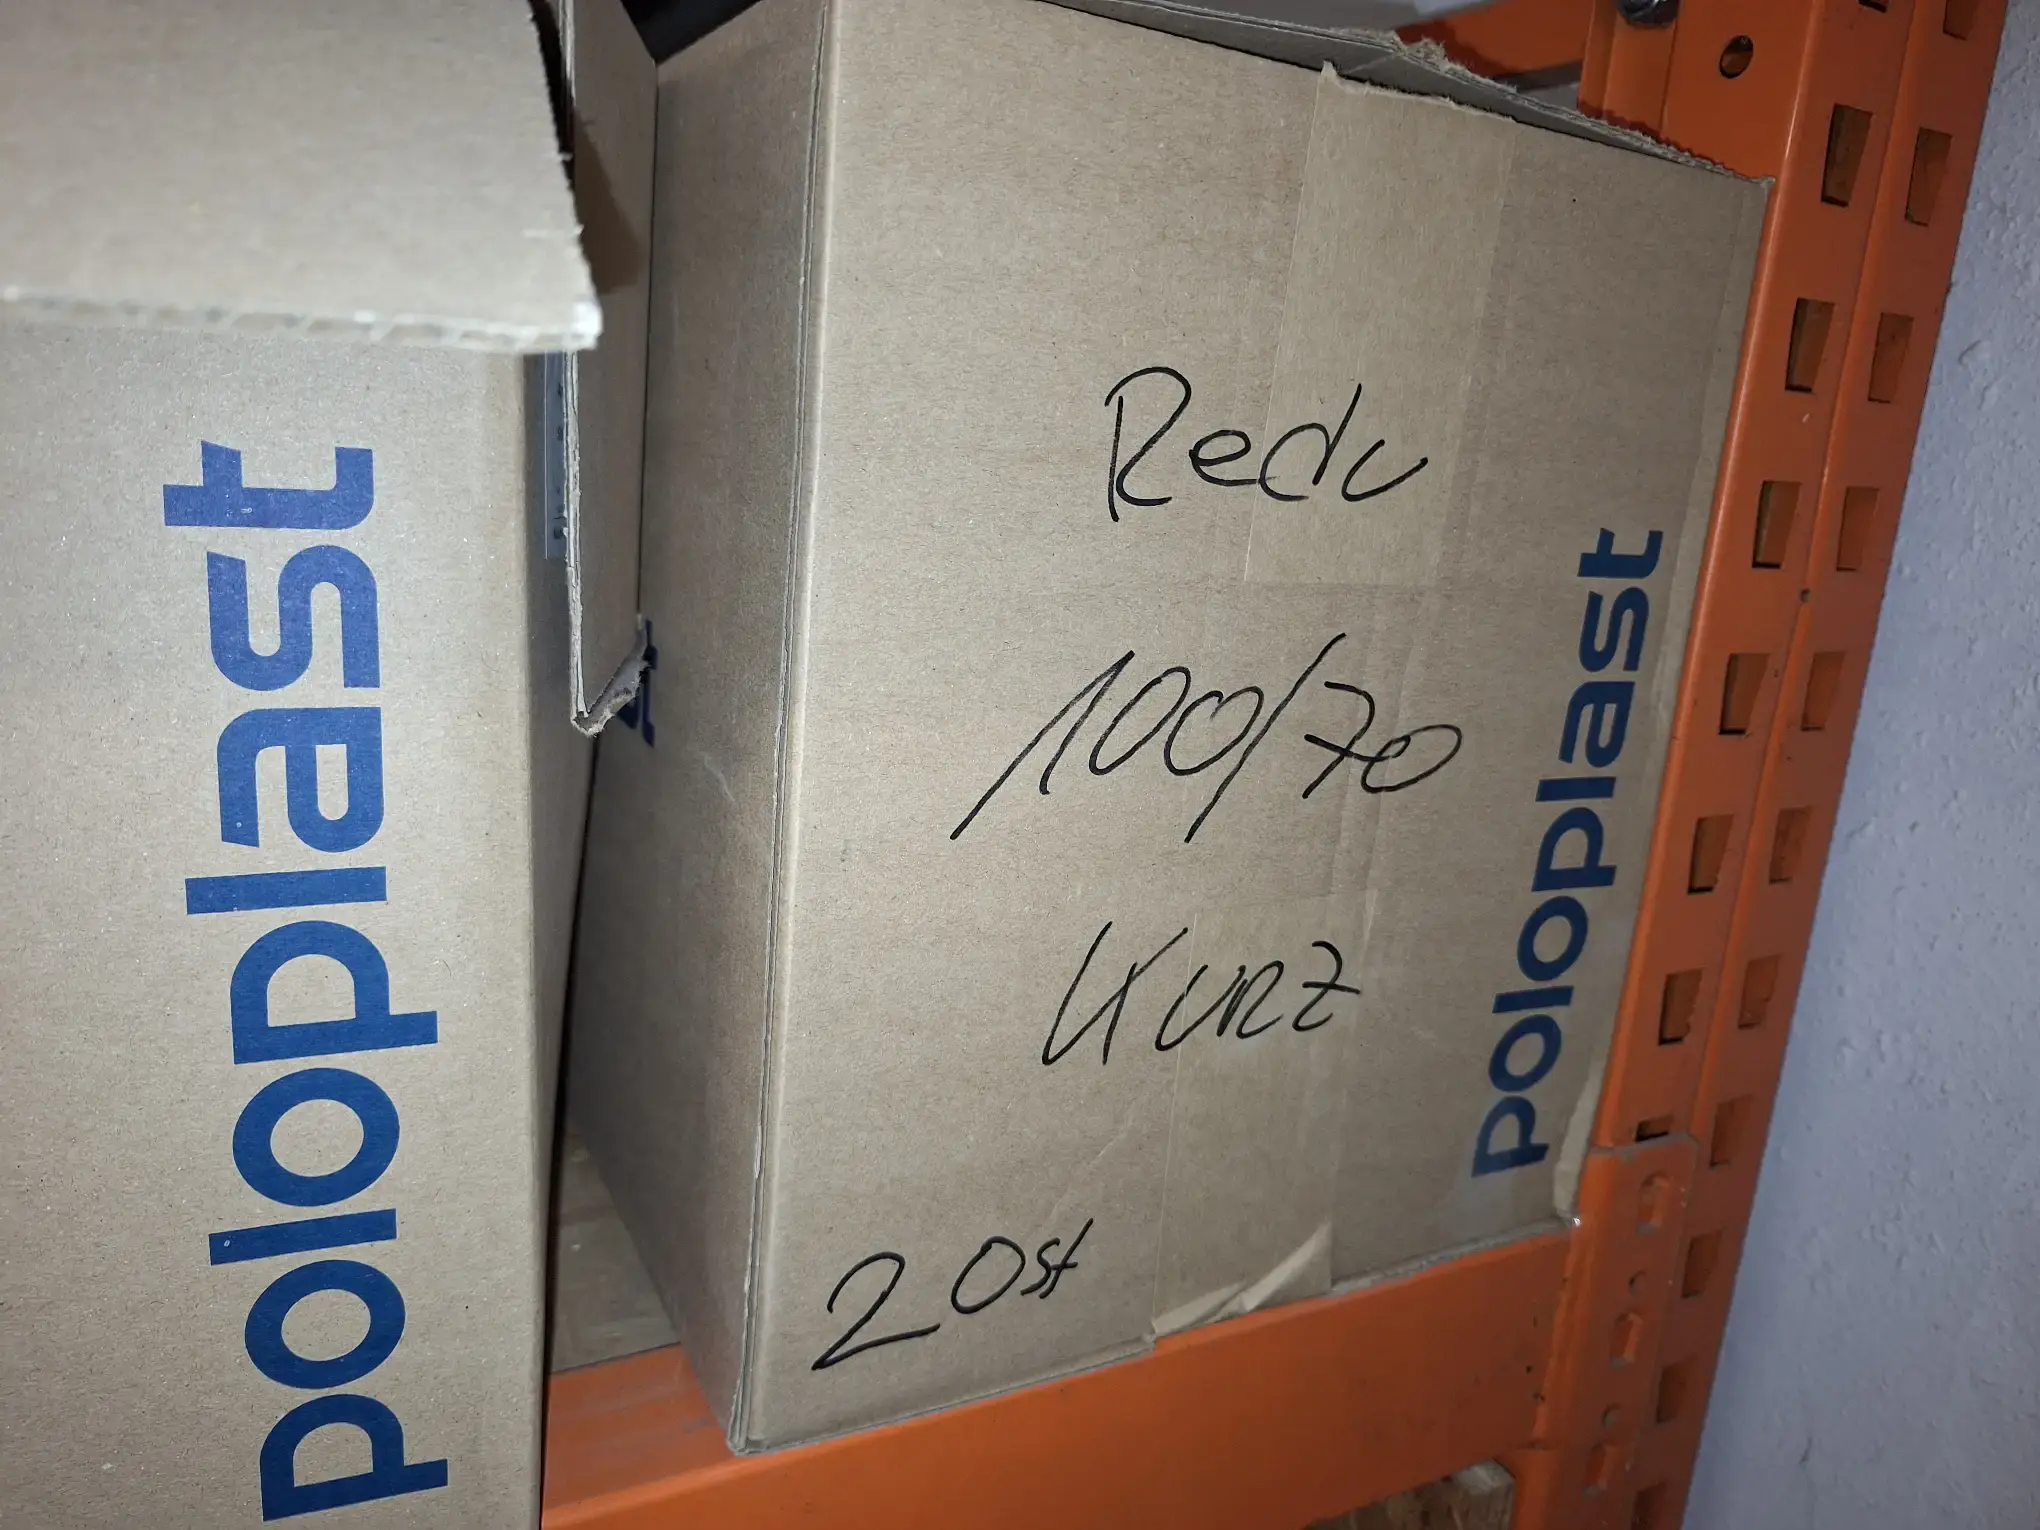 poloplast
Redu
100/70
Kurz
20st
poloplast